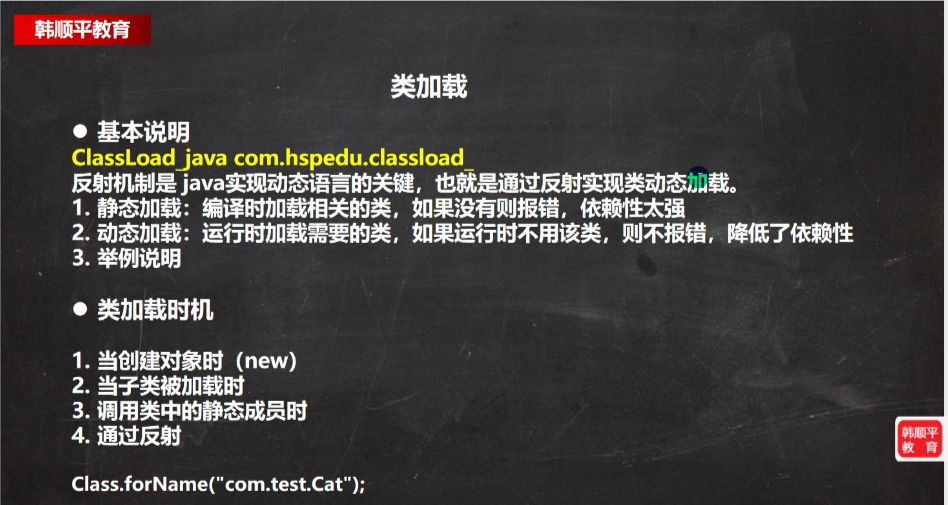 韩顺平教育
类加载
● 基本说明
ClassLoad_java com.hspedu.classload_
反射机制是 java实现动态语言的关键，也就是通过反射实现类动态加载。
1. 静态加载：编译时加载相关的类，如果没有则报错，依赖性太强
2. 动态加载：运行时加载需要的类，如果运行时不用该类，则不报错，降低了依赖性
3. 举例说明
● 类加载时机
1. 当创建对象时（new）
2. 当子类被加载时
3. 调用类中的静态成员时
4. 通过反射
Class.forName("com.test.Cat");
韩顺平
教 育